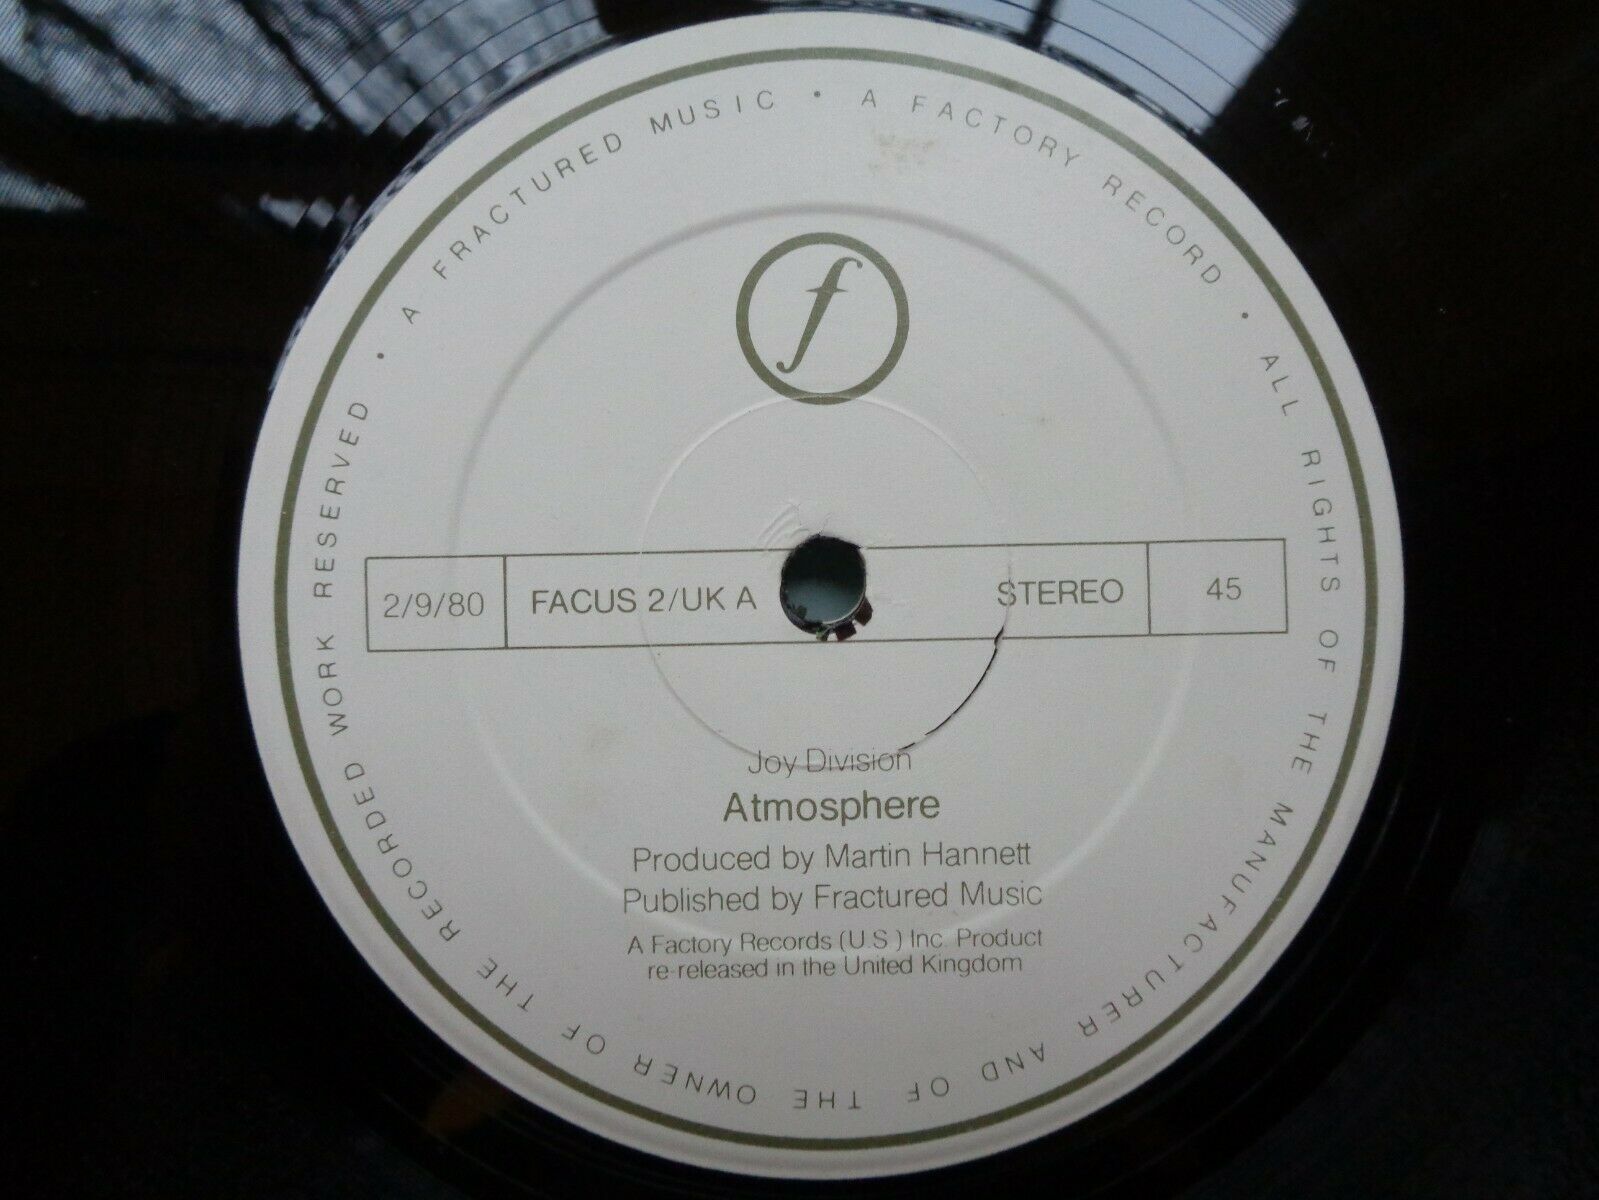 A FRACTURED MUSIC • A FACTORY RECORD • ALL RIGHTS OF THE MANUFACTURER AND OF THE OWNER OF THE RECORDED WORK RESERVED •
f
2/9/80 FACUS 2/UK A STEREO 45
Joy Division
Atmosphere
Produced by Martin Hannett
Published by Fractured Music
A Factory Records (U.S.) Inc. Product
re-released in the United Kingdom